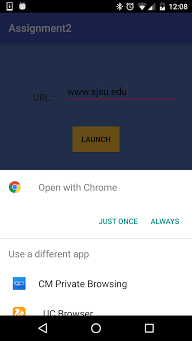 12:08
Assignment2
URL : www.sjsu.edu
LAUNCH
Open with Chrome
JUST ONCE ALWAYS
Use a different app
CM Private Browsing
UC Browser